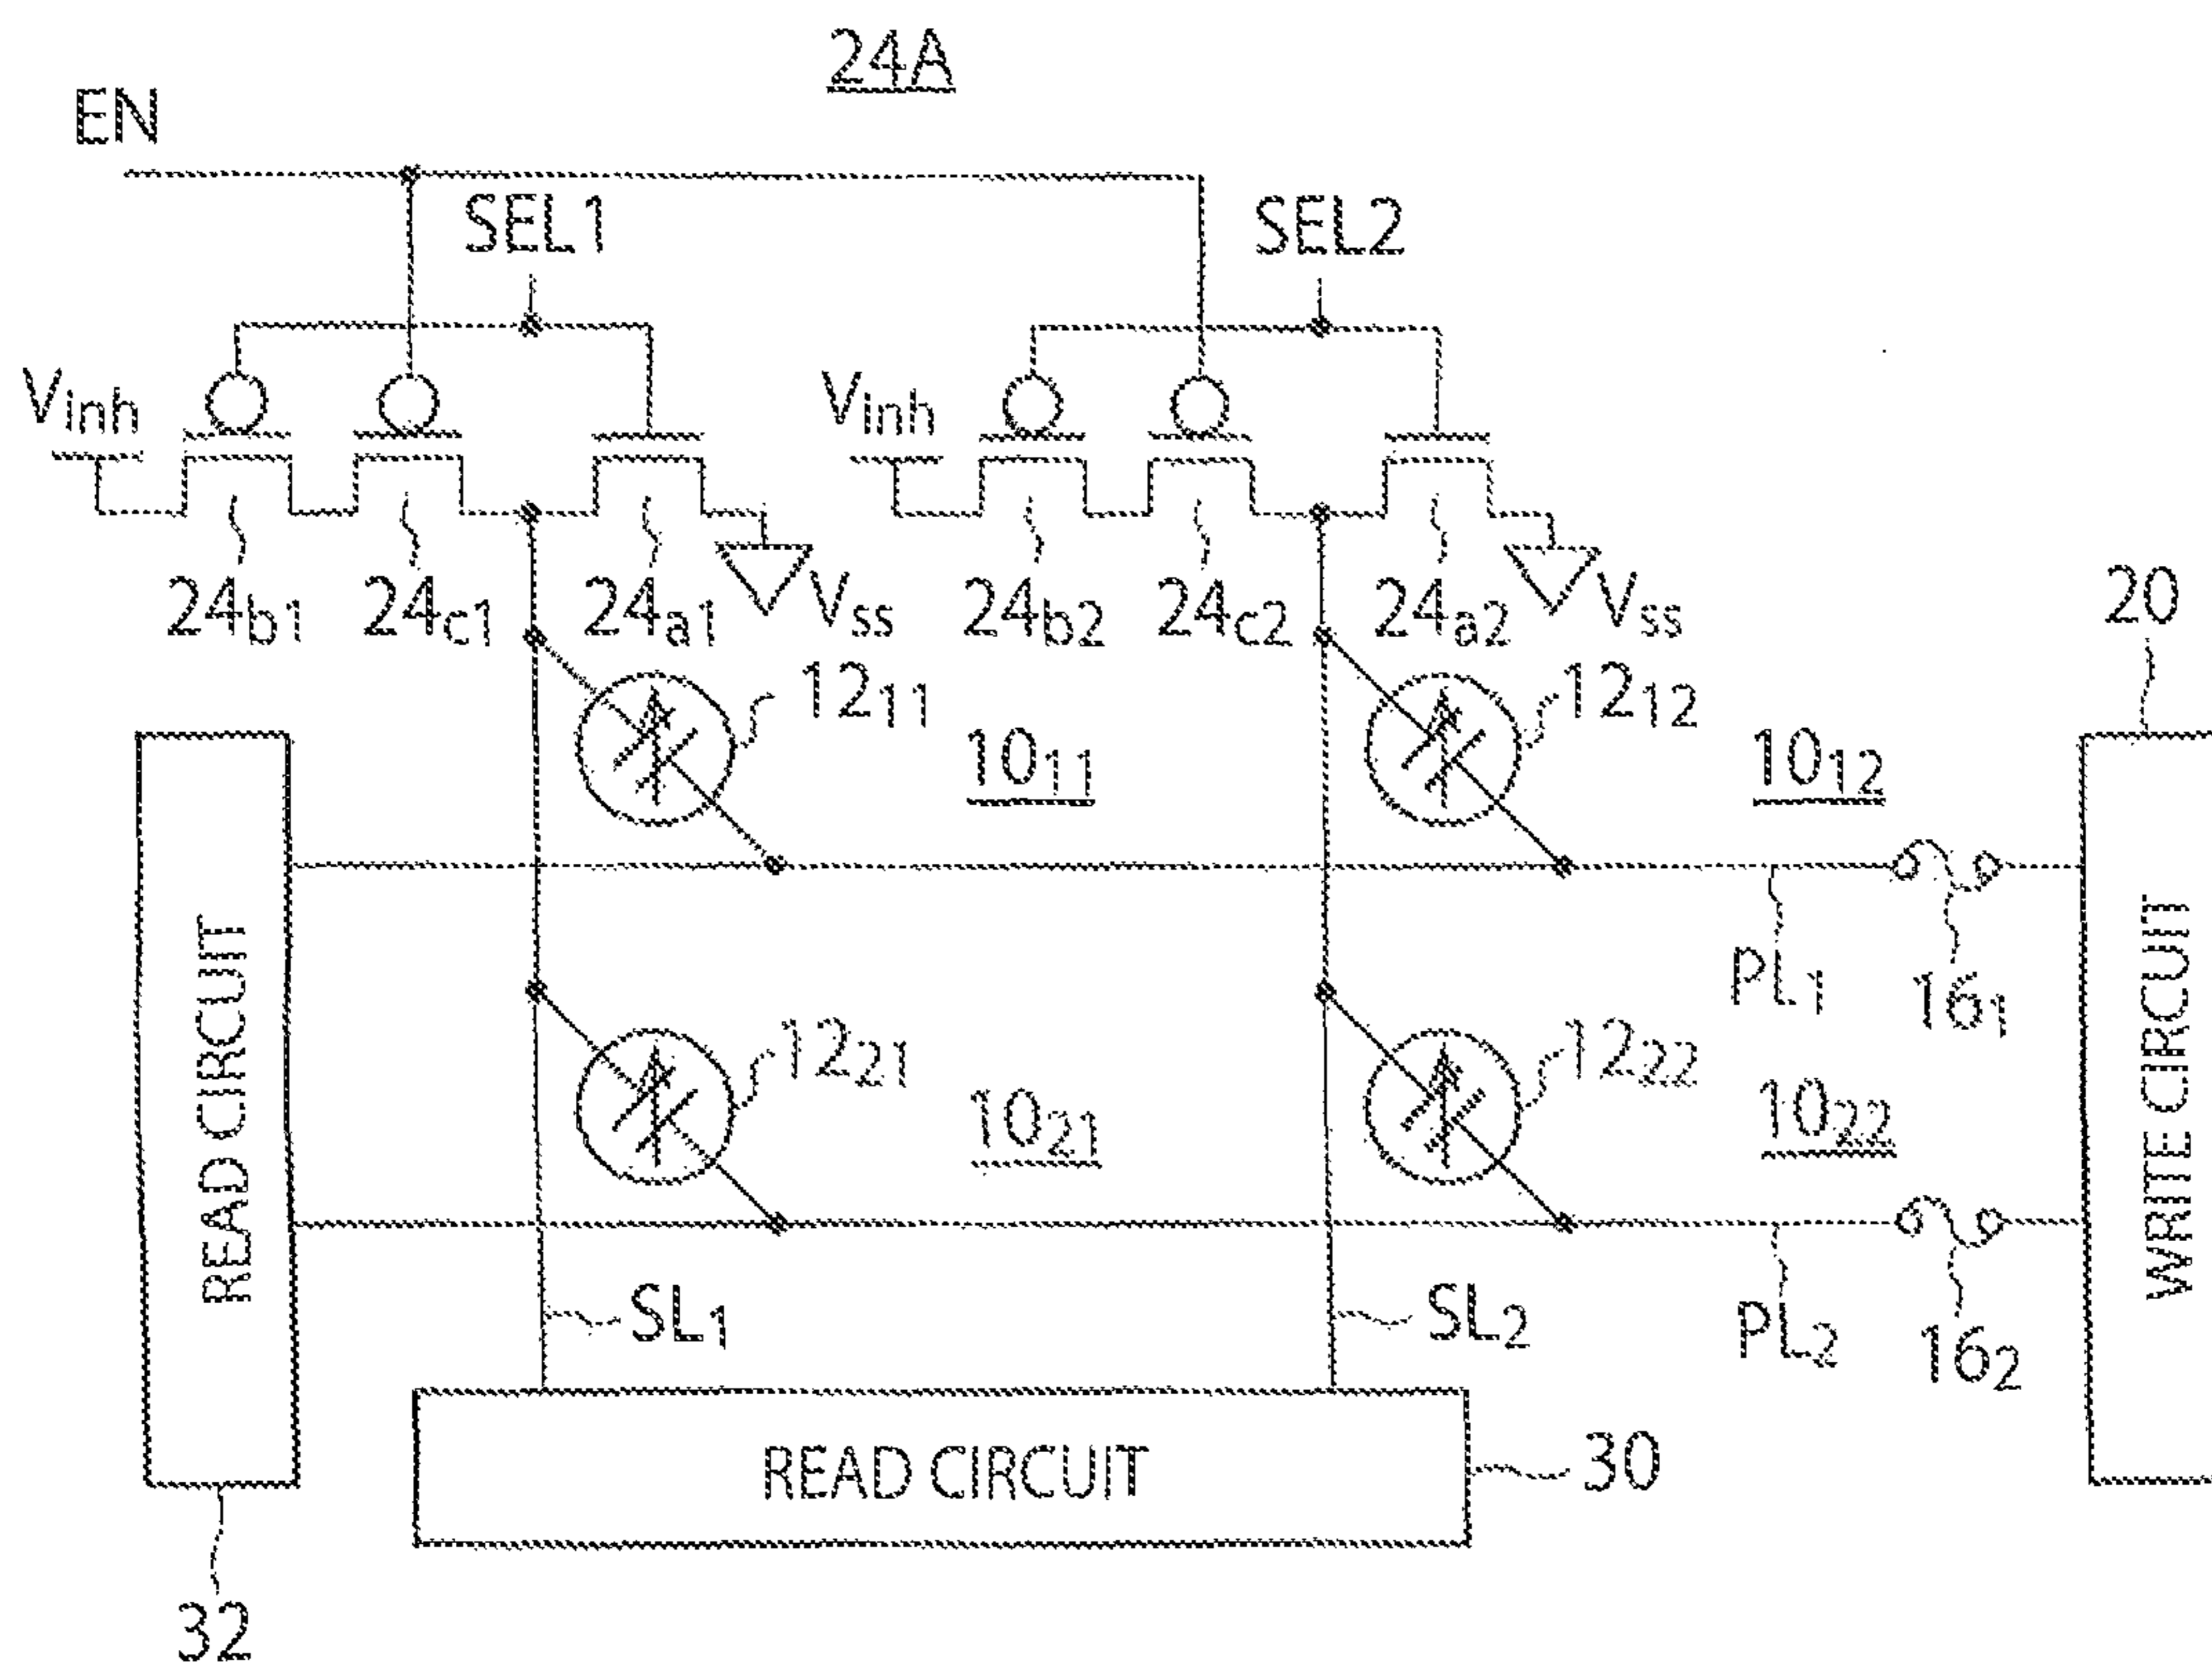 24A
EN
SEL1 SEL2
Vinh Vinh
24b1 24c1 24a1 Vss 24b2 24c2 24a2 Vss
20
1211 1212
1011 1012
READ CIRCUIT
WRITE CIRCUIT
PL1 161
1221 1222
1021 1022
SL1 SL2 PL2 162
READ CIRCUIT 30
32